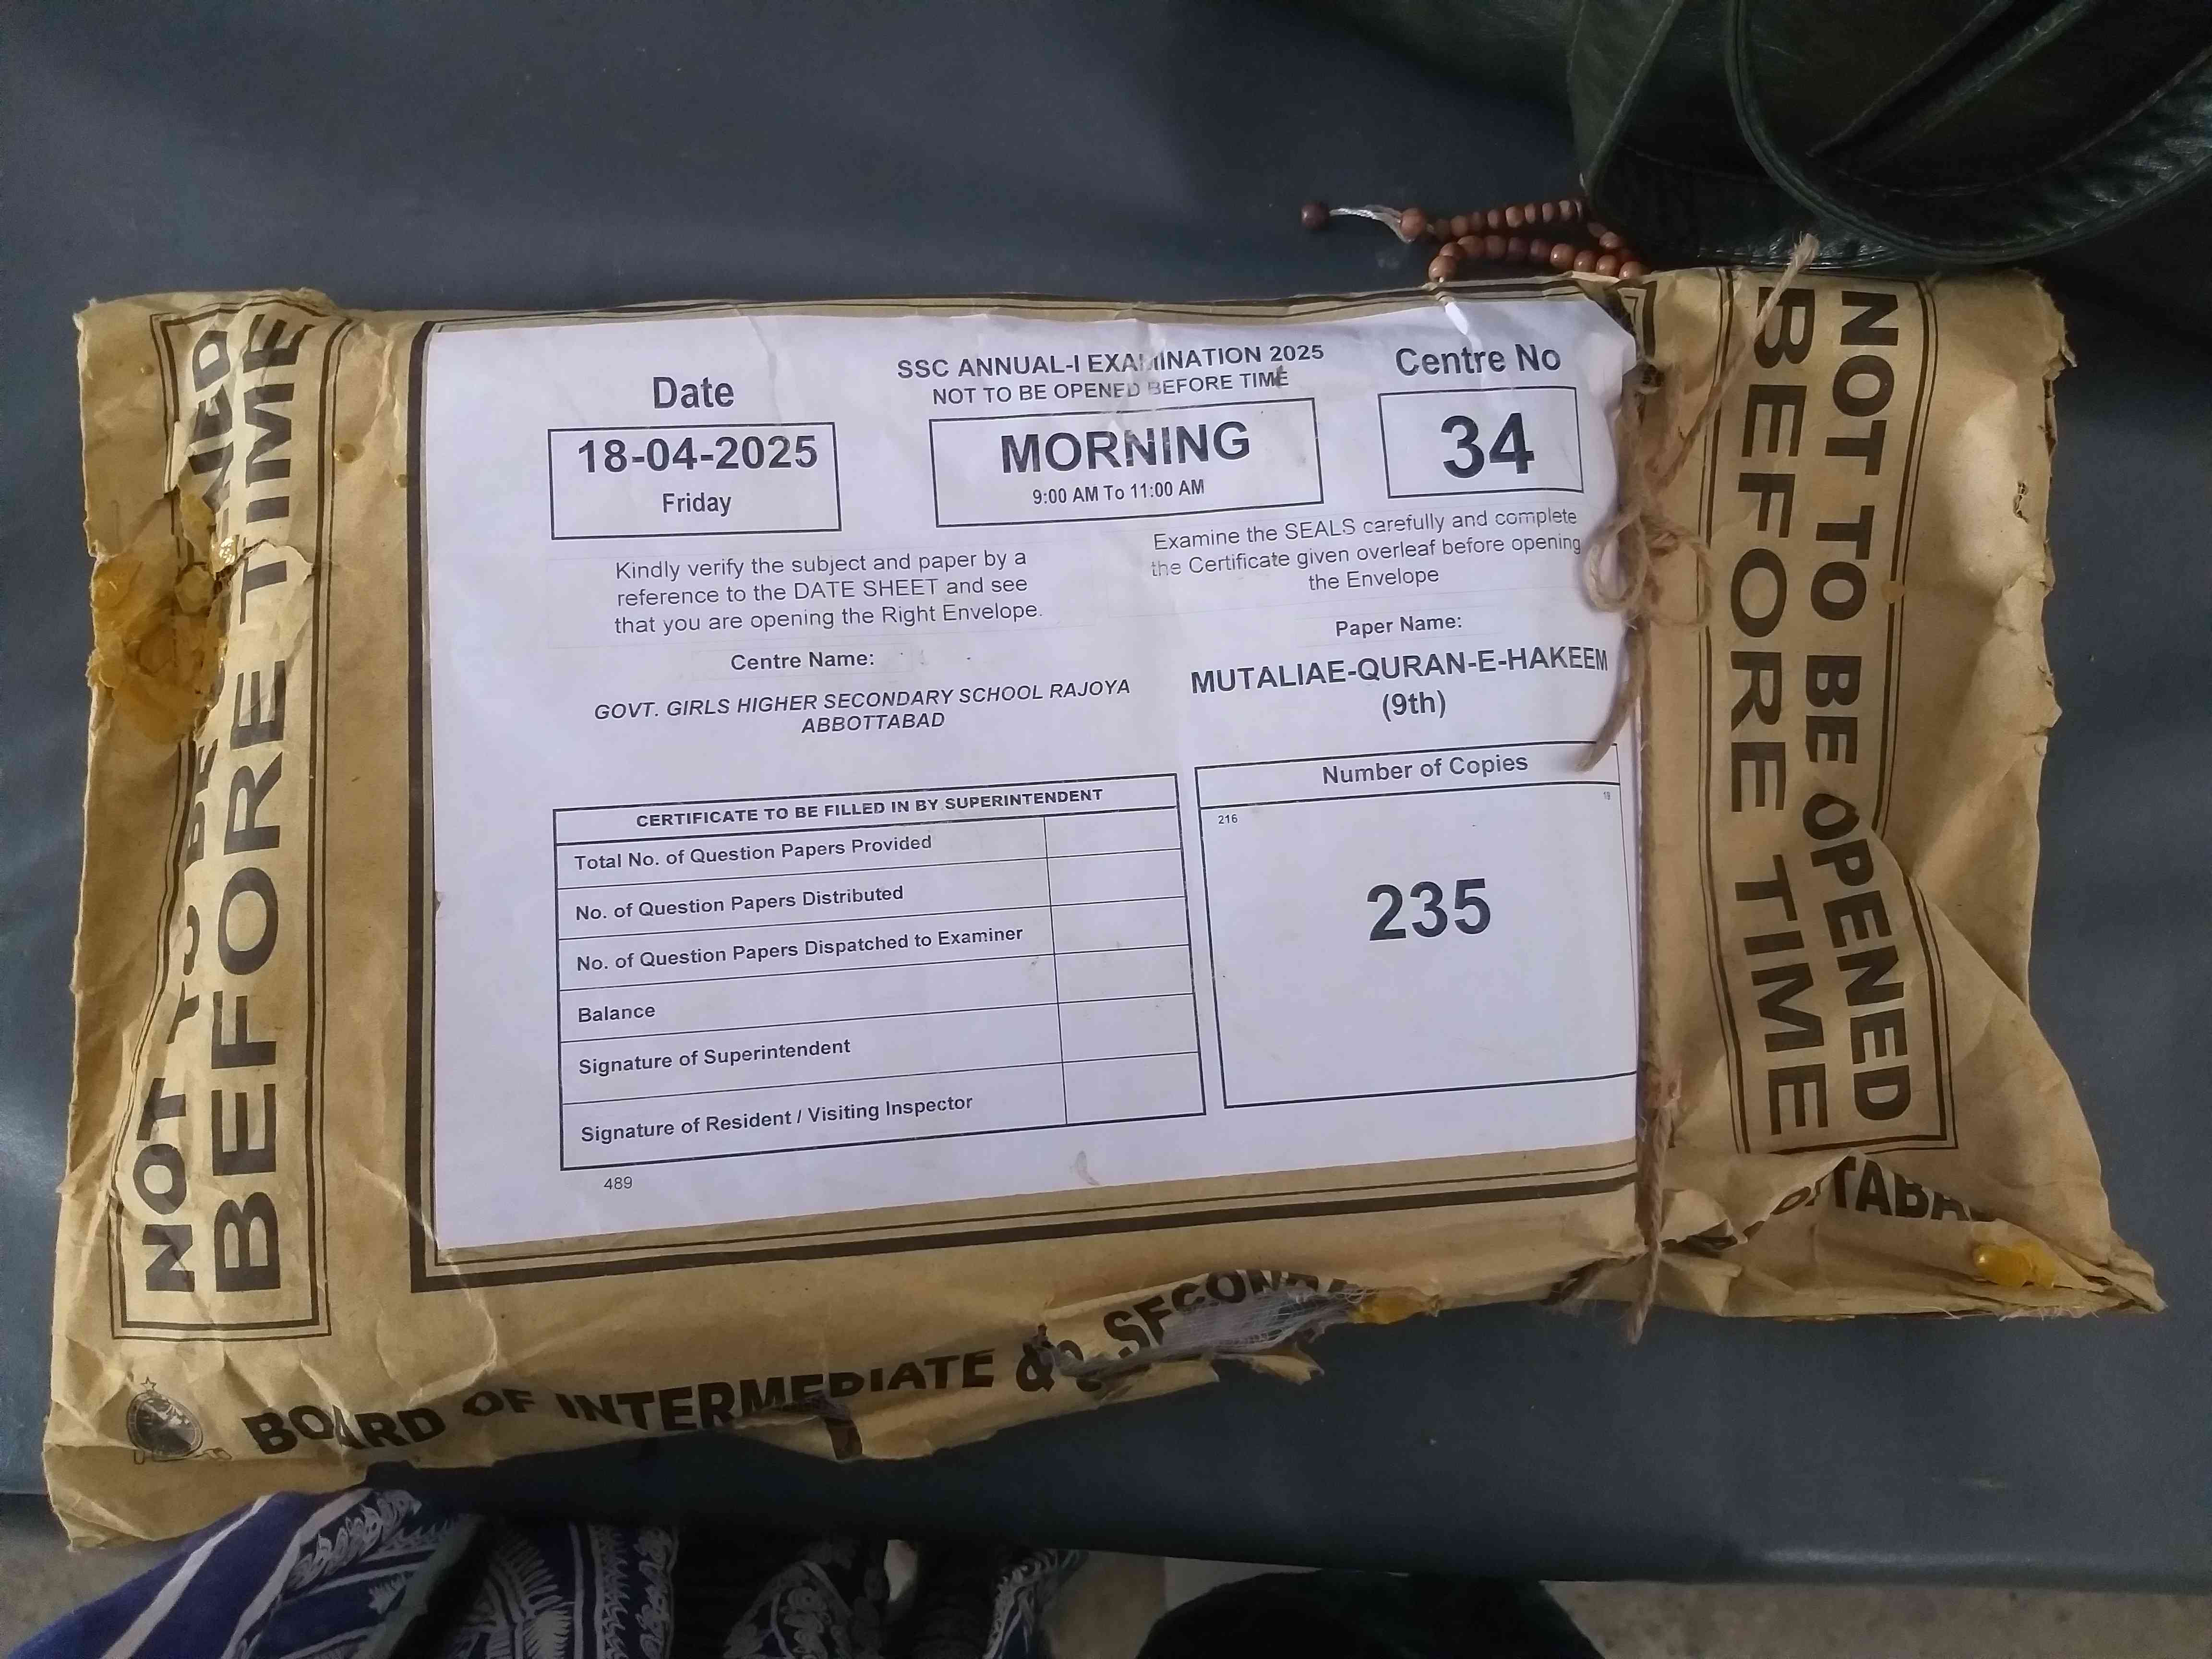 SSC ANNUAL-I EXAMINATION 2025
NOT TO BE OPENED BEFORE TIME
Date
18-04-2025
Friday
MORNING
9:00 AM To 11:00 AM
Centre No
34
Kindly verify the subject and paper by a
reference to the DATE SHEET and see
that you are opening the Right Envelope.
Examine the SEALS carefully and complete
the Certificate given overleaf before opening
the Envelope
Centre Name:
GOVT. GIRLS HIGHER SECONDARY SCHOOL RAJOYA
ABBOTTABAD
Paper Name:
MUTALIAE-QURAN-E-HAKEEM
(9th)
CERTIFICATE TO BE FILLED IN BY SUPERINTENDENT
Total No. of Question Papers Provided
No. of Question Papers Distributed
No. of Question Papers Dispatched to Examiner
Balance
Signature of Superintendent
Signature of Resident / Visiting Inspector
489
Number of Copies
19
216
235
NOT TO BE
BEFORE TIME
NOT TO BE OPENED
BEFORE TIME
BOARD OF INTERMEDIATE &